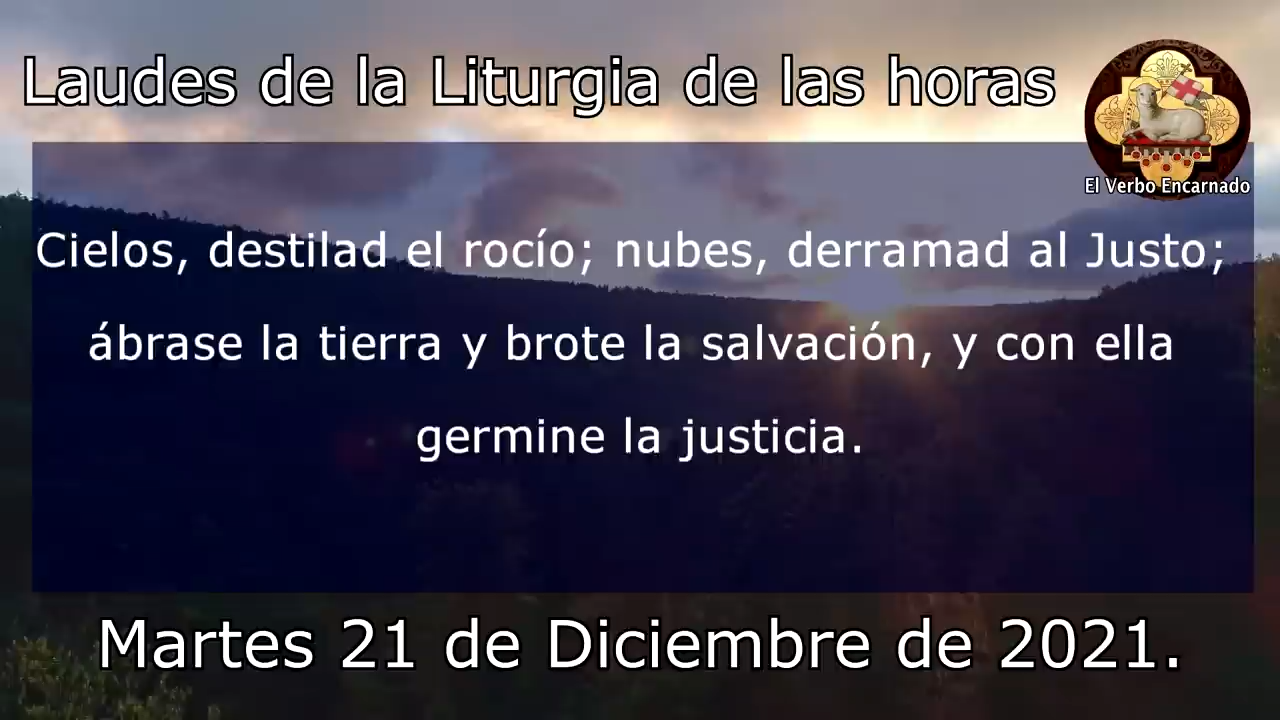 Laudes de la Liturgia de las horas
El Verbo Encarnado
Cielos, destilad el rocío; nubes, derramad al Justo;
ábrase la tierra y brote la salvación, y con ella
germine la justicia.
Martes 21 de Diciembre de 2021.